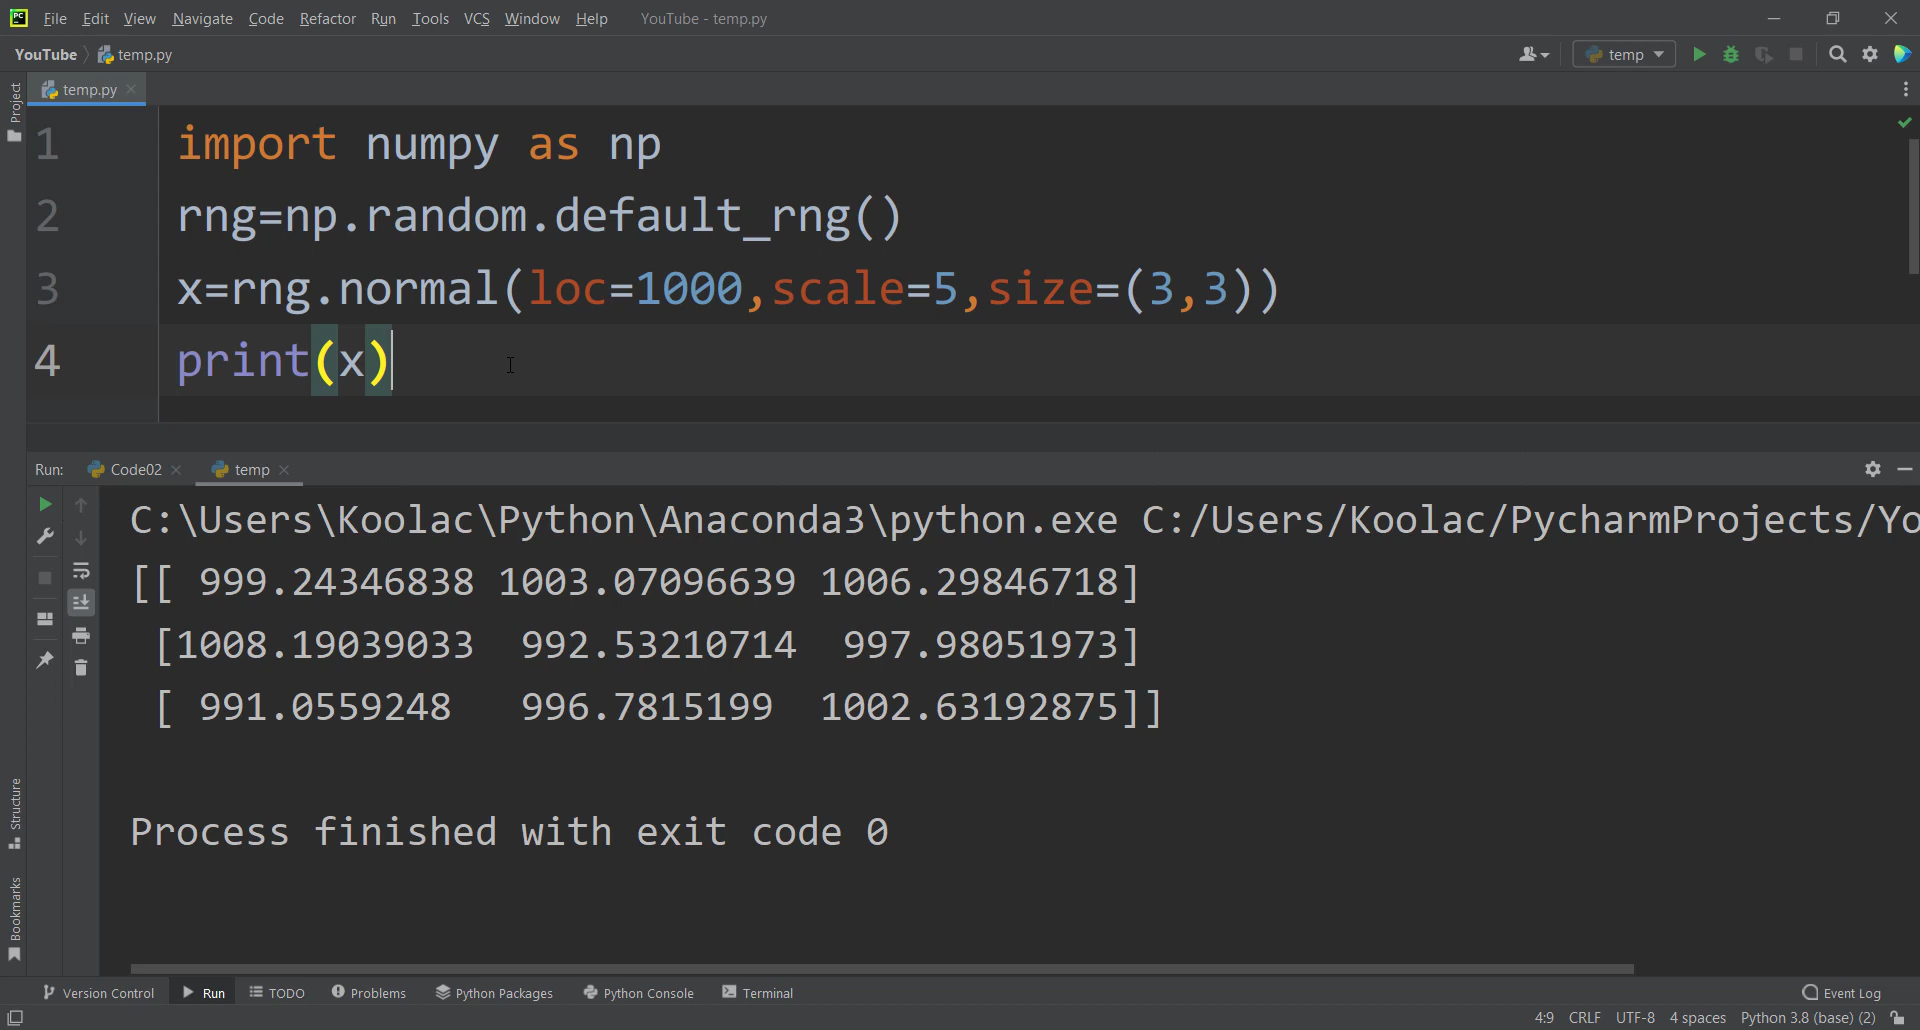 PC File Edit View Navigate Code Refactor Run Tools VCS Window Help YouTube - temp.py
YouTube temp.py temp
Project
temp.py
1 import numpy as np
2 rng=np.random.default_rng()
3 x=rng.normal(loc=1000,scale=5,size=(3,3))
4 print(x)
Run: Code02 temp
C:\Users\Koolac\Python\Anaconda3\python.exe C:/Users/Koolac/PycharmProjects/Yo
[[ 999.24346838 1003.07096639 1006.29846718]
[1008.19039033 992.53210714 997.98051973]
[ 991.0559248 996.7815199 1002.63192875]]
Process finished with exit code 0
Structure
Bookmarks
Version Control Run TODO Problems Python Packages Python Console Terminal Event Log
4:9 CRLF UTF-8 4 spaces Python 3.8 (base) (2)